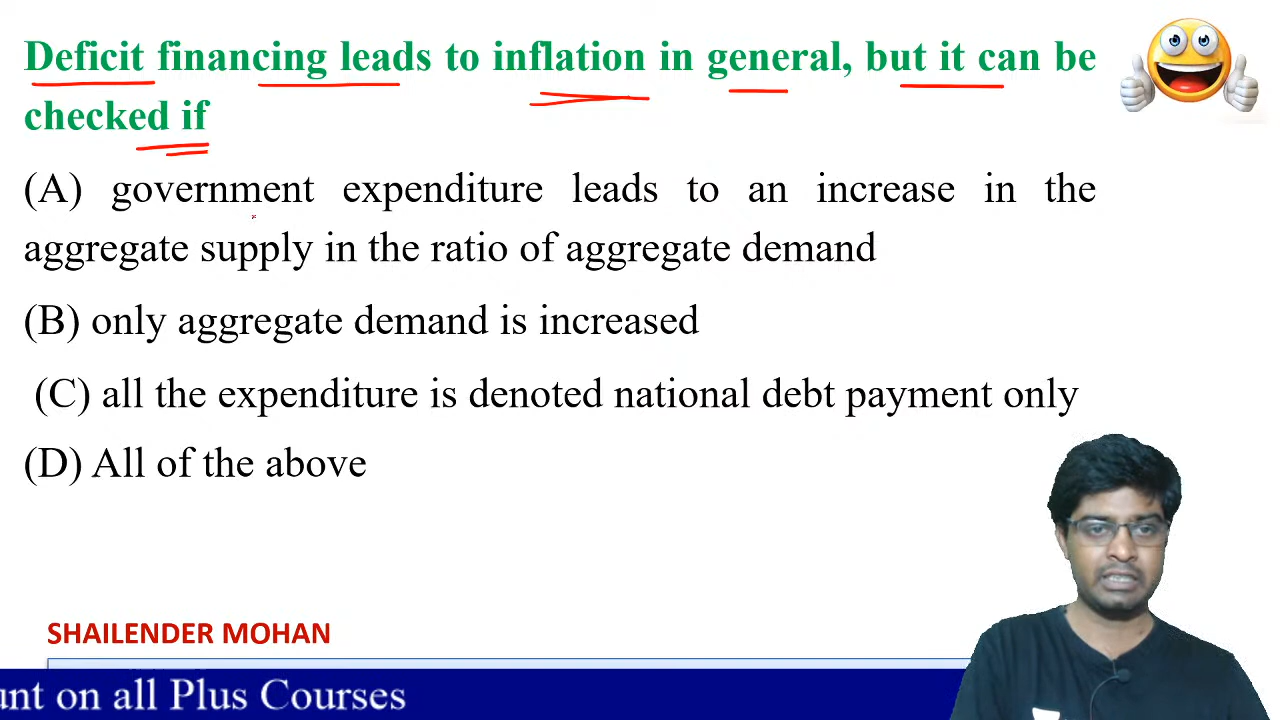 Deficit financing leads to inflation in general, but it can be
checked if
(A) government expenditure leads to an increase in the
aggregate supply in the ratio of aggregate demand
(B) only aggregate demand is increased
(C) all the expenditure is denoted national debt payment only
(D) All of the above
SHAILENDER MOHAN
unt on all Plus Courses